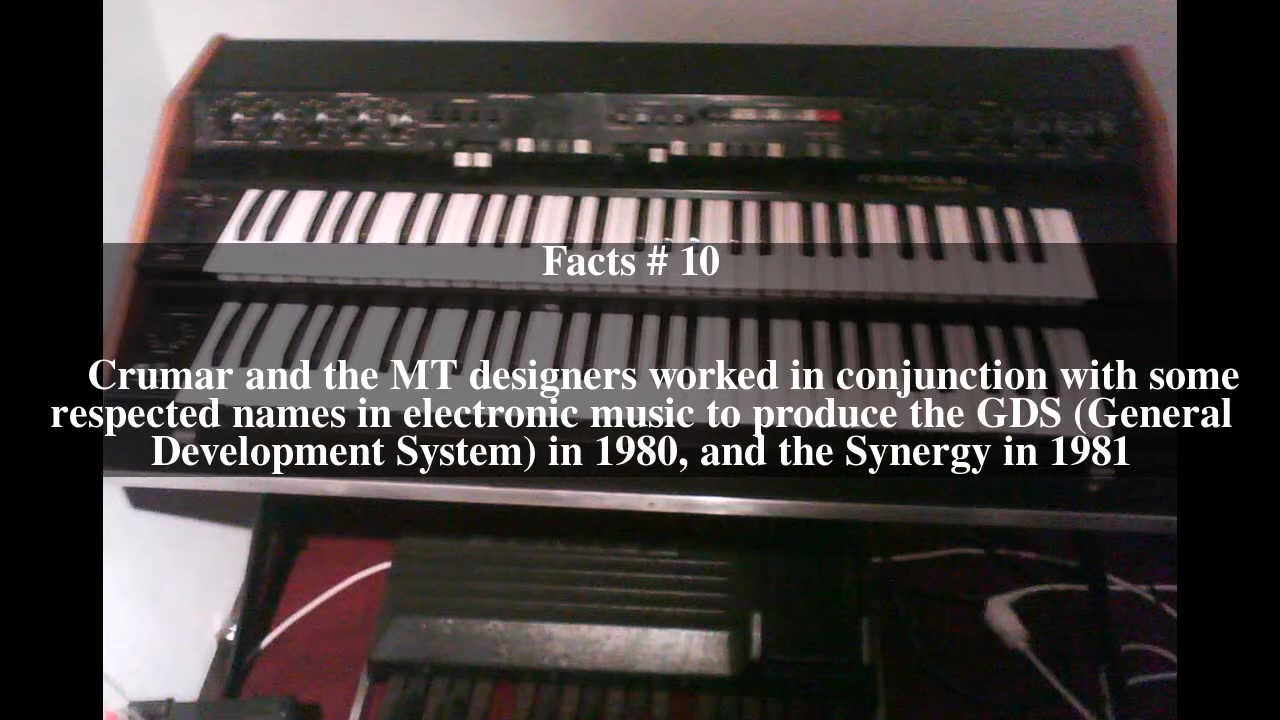 Facts # 10
Crumar and the MT designers worked in conjunction with some
respected names in electronic music to produce the GDS (General
Development System) in 1980, and the Synergy in 1981